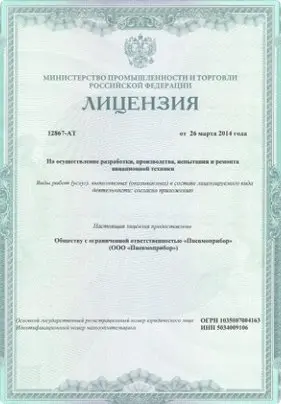 МИНИСТЕРСТВО ПРОМЫШЛЕННОСТИ И ТОРГОВЛИ
РОССИЙСКОЙ ФЕДЕРАЦИИ
ЛИЦЕНЗИЯ
12867-АТ от 26 марта 2014 года
На осуществление разработки, производства, испытания и ремонта
авиационной техники
Виды работ (услуг), выполняемых (оказываемых) в составе лицензируемого вида
деятельности: согласно приложению
Настоящая лицензия предоставлена
Обществу с ограниченной ответственностью «Пневмоприбор»
(ООО «Пневмоприбор»)
Основной государственный регистрационный номер юридического лица ОГРН 1035007004163
Идентификационный номер налогоплательщика ИНН 5034009106